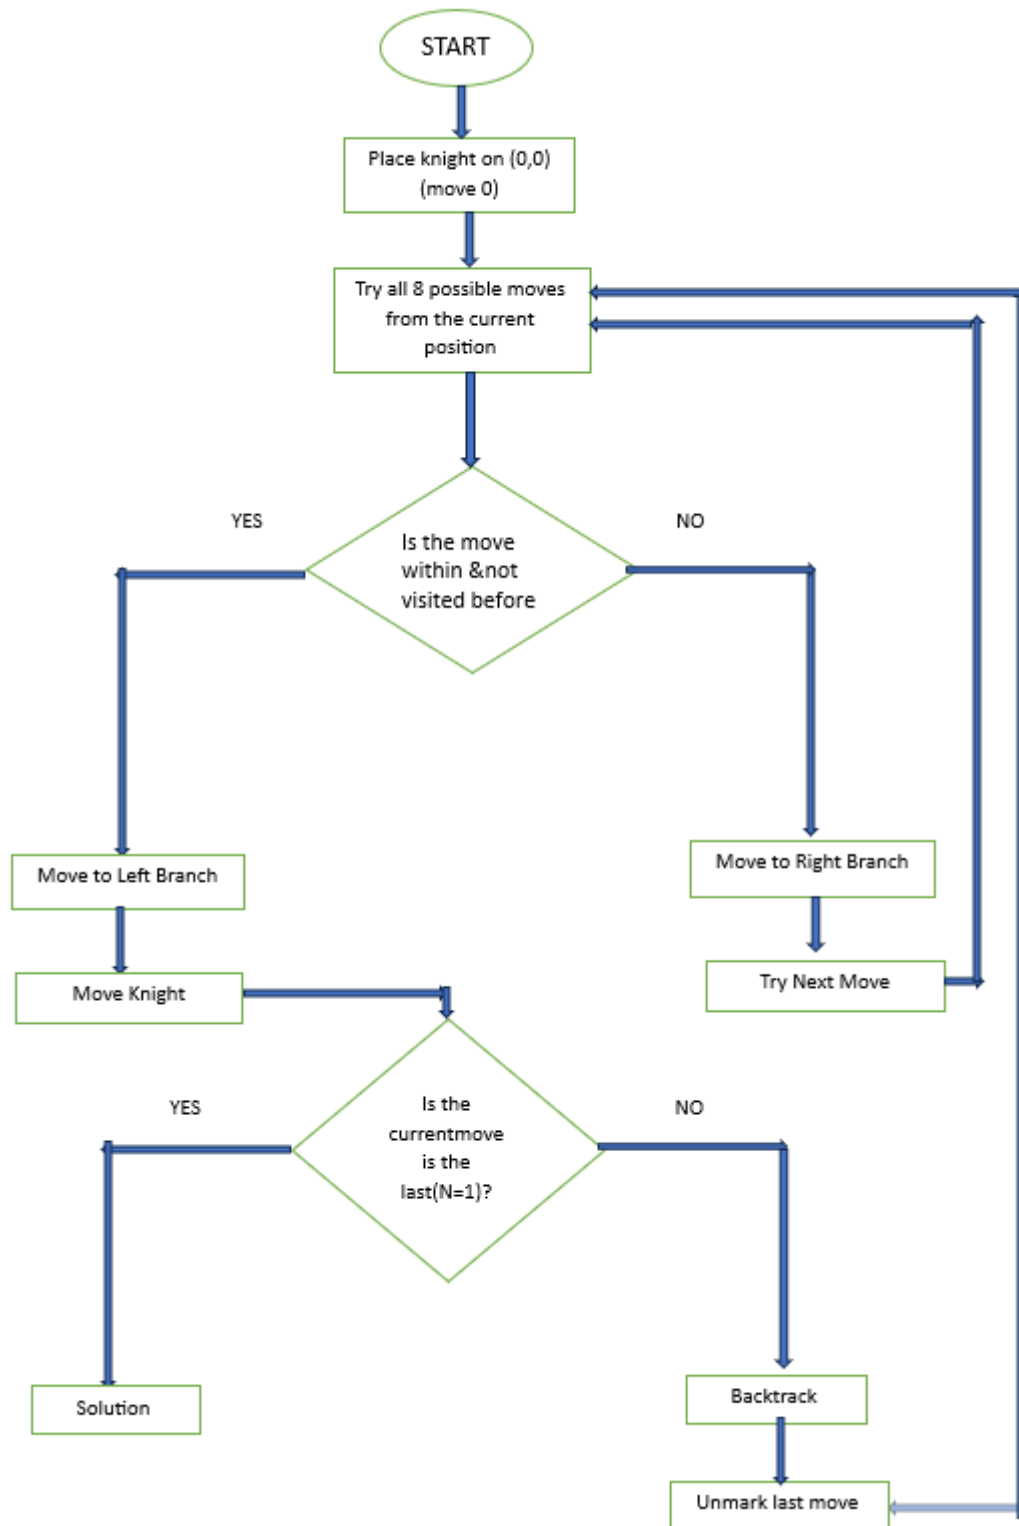 START
Place knight on (0,0)
(move 0)
Try all 8 possible moves
from the current
position
YES
NO
Is the move
within &not
visited before
Move to Left Branch
Move to Right Branch
Move Knight
Try Next Move
YES
NO
Is the
currentmove
is the
last(N=1)?
Solution
Backtrack
Unmark last move